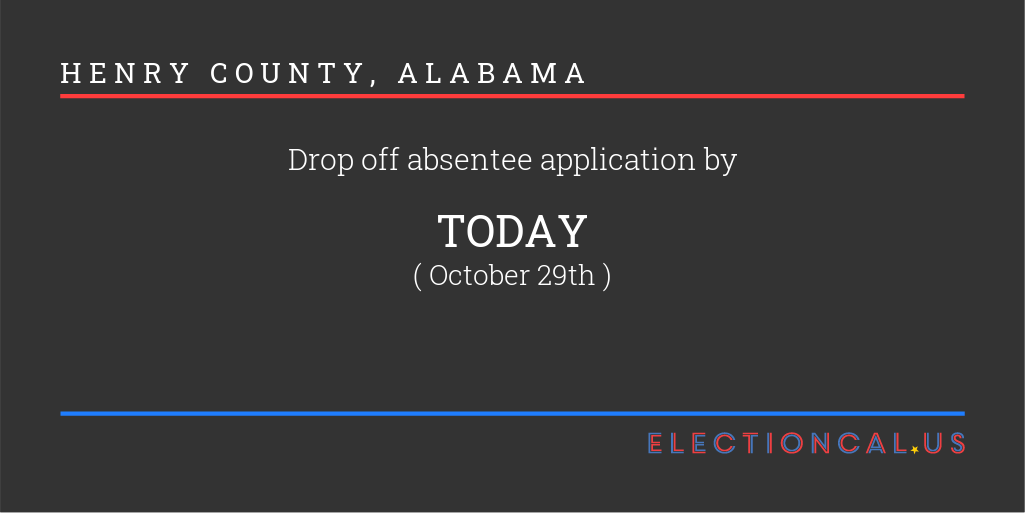 HENRY COUNTY, ALABAMA
Drop off absentee application by
TODAY
( October 29th )
ELECTIONCAL.US